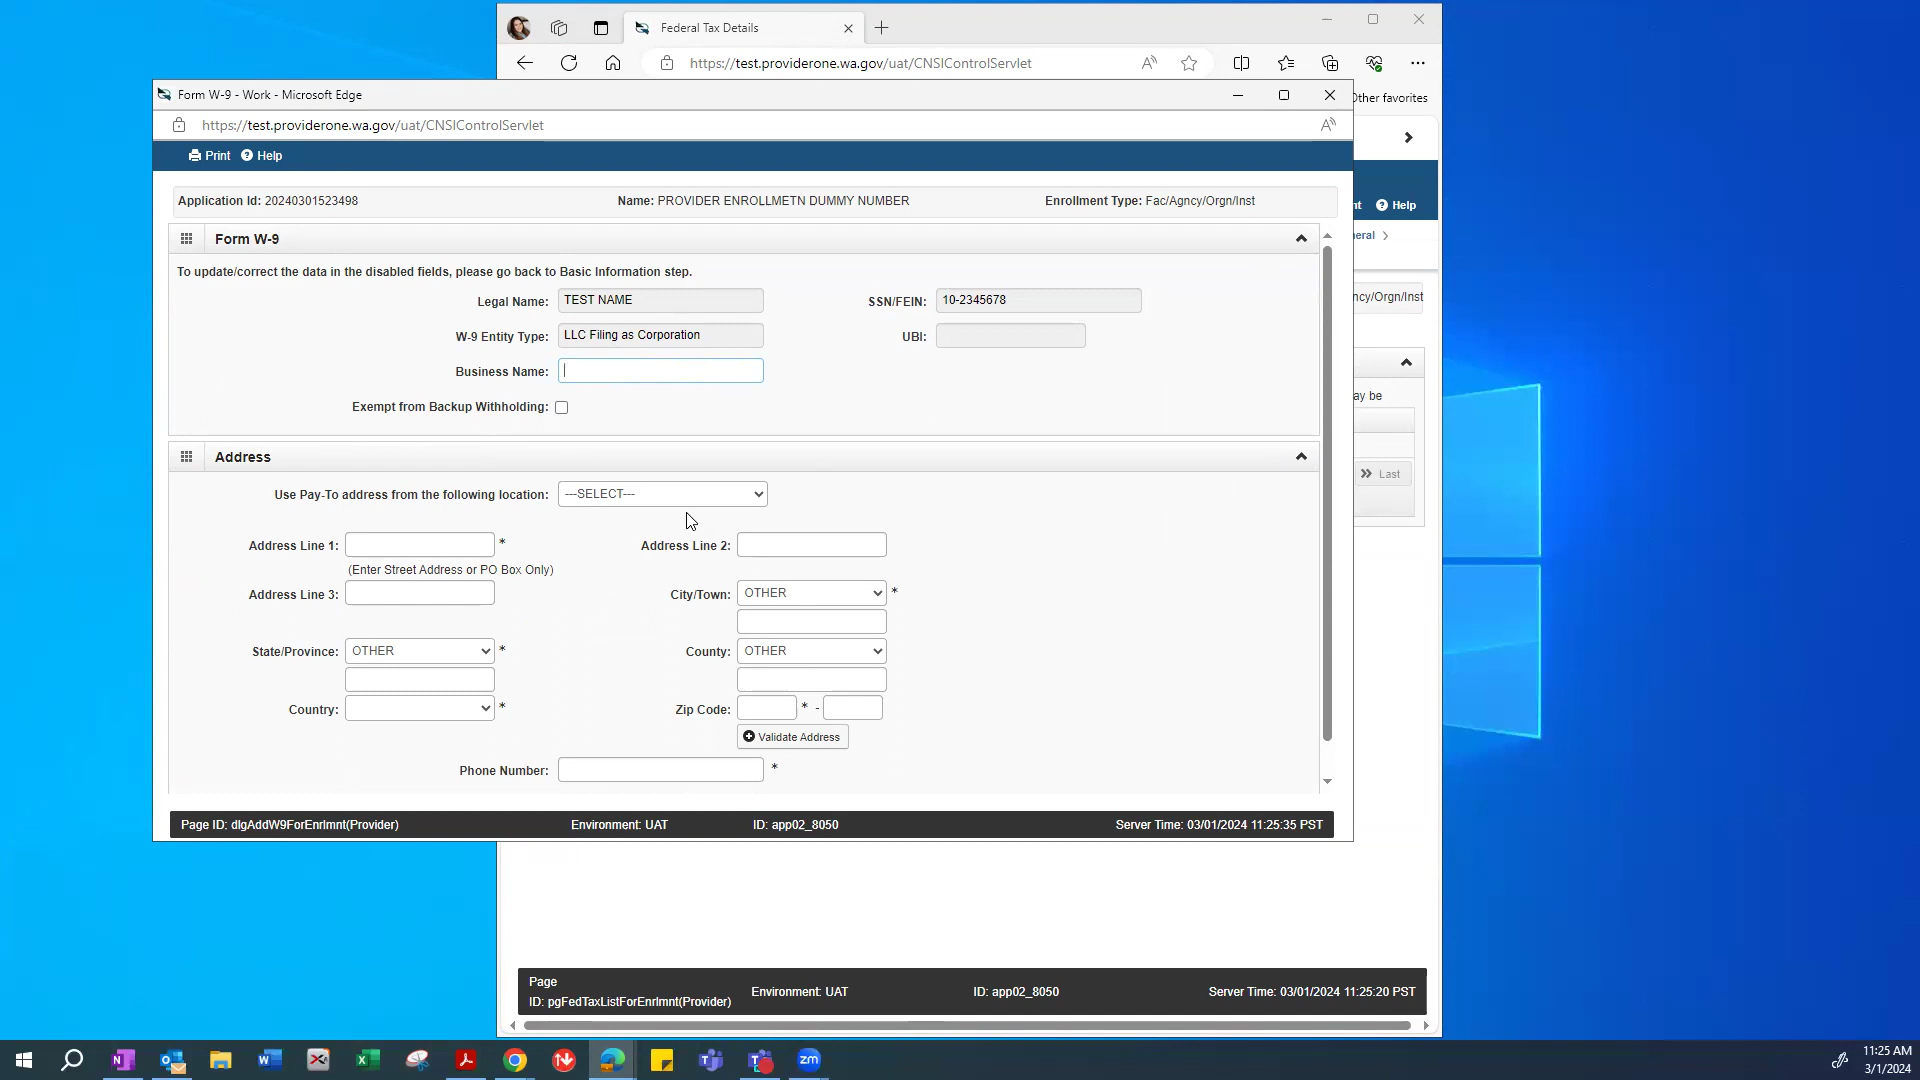 Federal Tax Details
https://test.providerone.wa.gov/uat/CNSIControlServlet
Form W-9 - Work - Microsoft Edge
Other favorites
https://test.providerone.wa.gov/uat/CNSIControlServlet
Print Help
Application Id: 20240301523498 Name: PROVIDER ENROLLMETN DUMMY NUMBER Enrollment Type: Fac/Agncy/Orgn/Inst
nt Help
Form W-9
eral
To update/correct the data in the disabled fields, please go back to Basic Information step.
Legal Name: TEST NAME SSN/FEIN: 10-2345678
ncy/Orgn/Inst
W-9 Entity Type: LLC Filing as Corporation UBI:
Business Name:
Exempt from Backup Withholding:
ay be
Address
Last
Use Pay-To address from the following location: ---SELECT---
Address Line 1: * Address Line 2:
(Enter Street Address or PO Box Only)
Address Line 3: City/Town: OTHER *
State/Province: OTHER * County: OTHER
Country: * Zip Code: * -
Validate Address
Phone Number: *
Page ID: dlgAddW9ForEnrlmnt(Provider) Environment: UAT ID: app02_8050 Server Time: 03/01/2024 11:25:35 PST
Page
ID: pgFedTaxListForEnrlmnt(Provider) Environment: UAT ID: app02_8050 Server Time: 03/01/2024 11:25:20 PST
zm
11:25 AM
3/1/2024